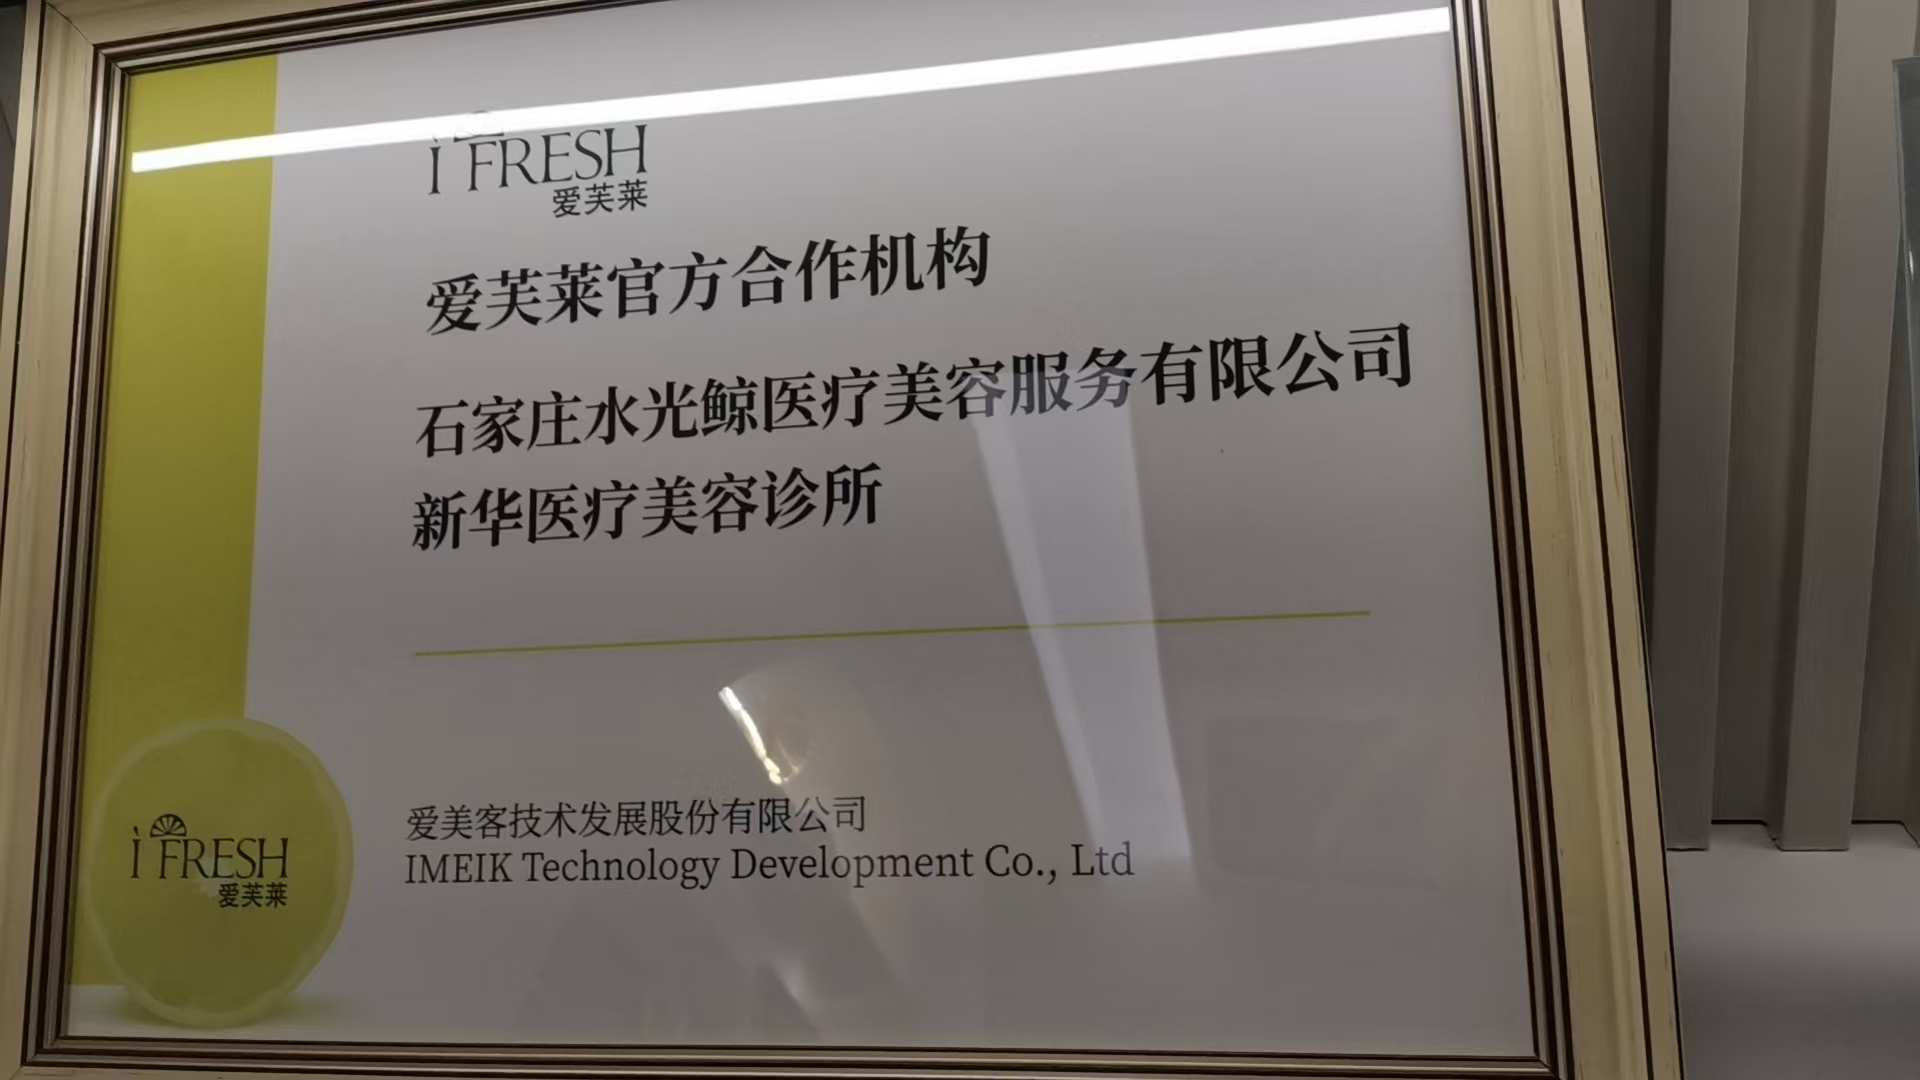 I FRESH
爱芙莱
爱芙莱官方合作机构
石家庄水光鲸医疗美容服务有限公司
新华医疗美容诊所
爱美客技术发展股份有限公司
IMEIK Technology Development Co., Ltd
I FRESH
爱芙莱